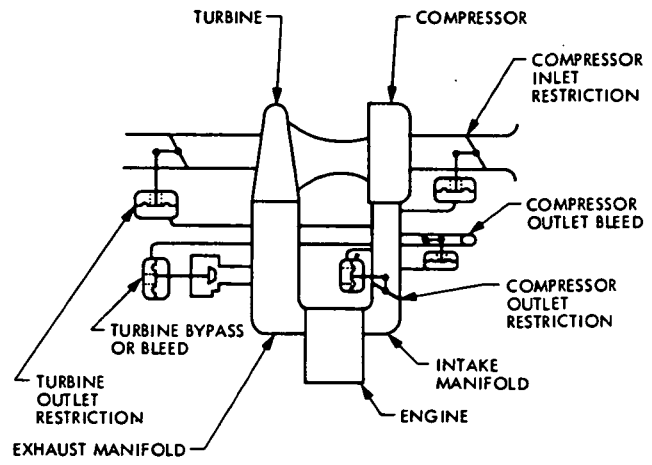 TURBINE
COMPRESSOR
COMPRESSOR
INLET
RESTRICTION
COMPRESSOR
OUTLET BLEED
COMPRESSOR
OUTLET
RESTRICTION
TURBINE BYPASS
OR BLEED
INTAKE
MANIFOLD
TURBINE
OUTLET
RESTRICTION
ENGINE
EXHAUST MANIFOLD